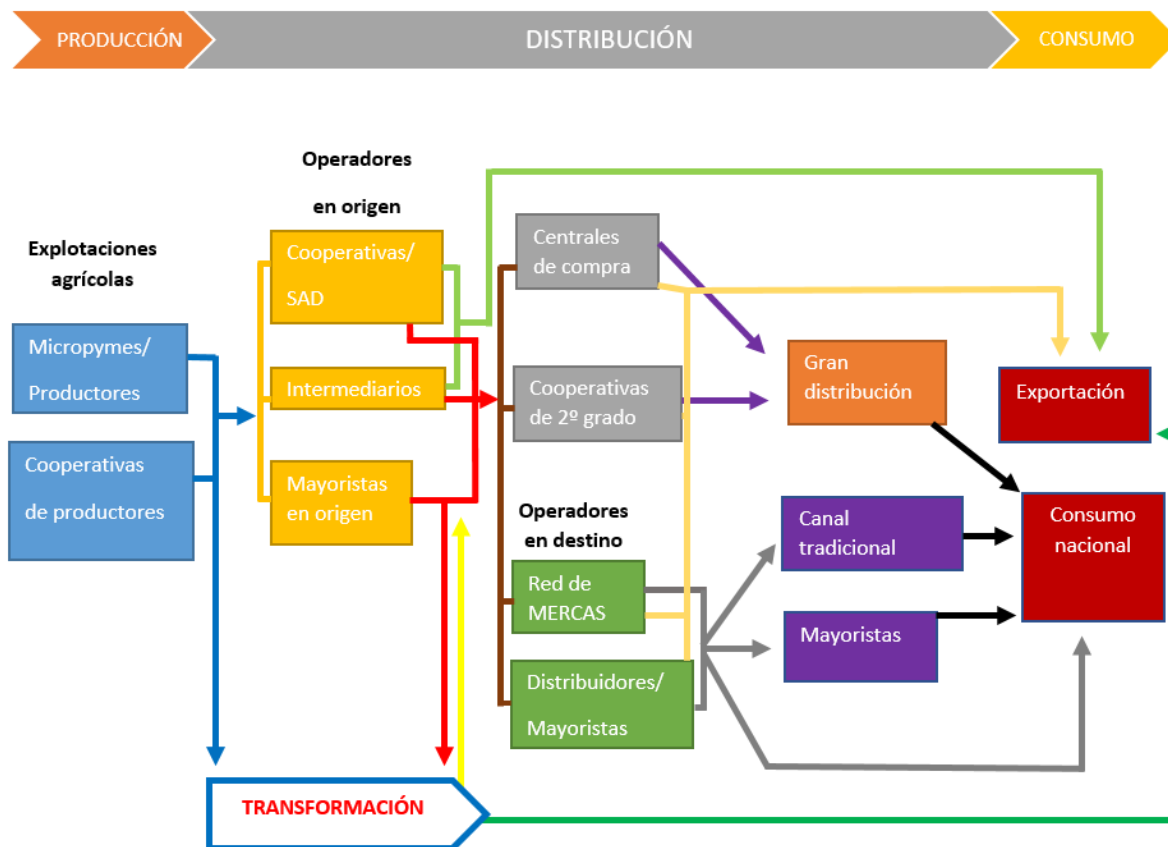 PRODUCCIÓN
DISTRIBUCIÓN
CONSUMO
Explotaciones
agrícolas
Micropymes/
Productores
Cooperativas
de productores
Operadores
en origen
Cooperativas/
SAD
Intermediarios
Mayoristas
en origen
Centrales
de compra
Cooperativas
de 2º grado
Operadores
en destino
Red de
MERCAS
Distribuidores/
Mayoristas
Gran
distribución
Canal
tradicional
Mayoristas
Exportación
Consumo
nacional
TRANSFORMACIÓN